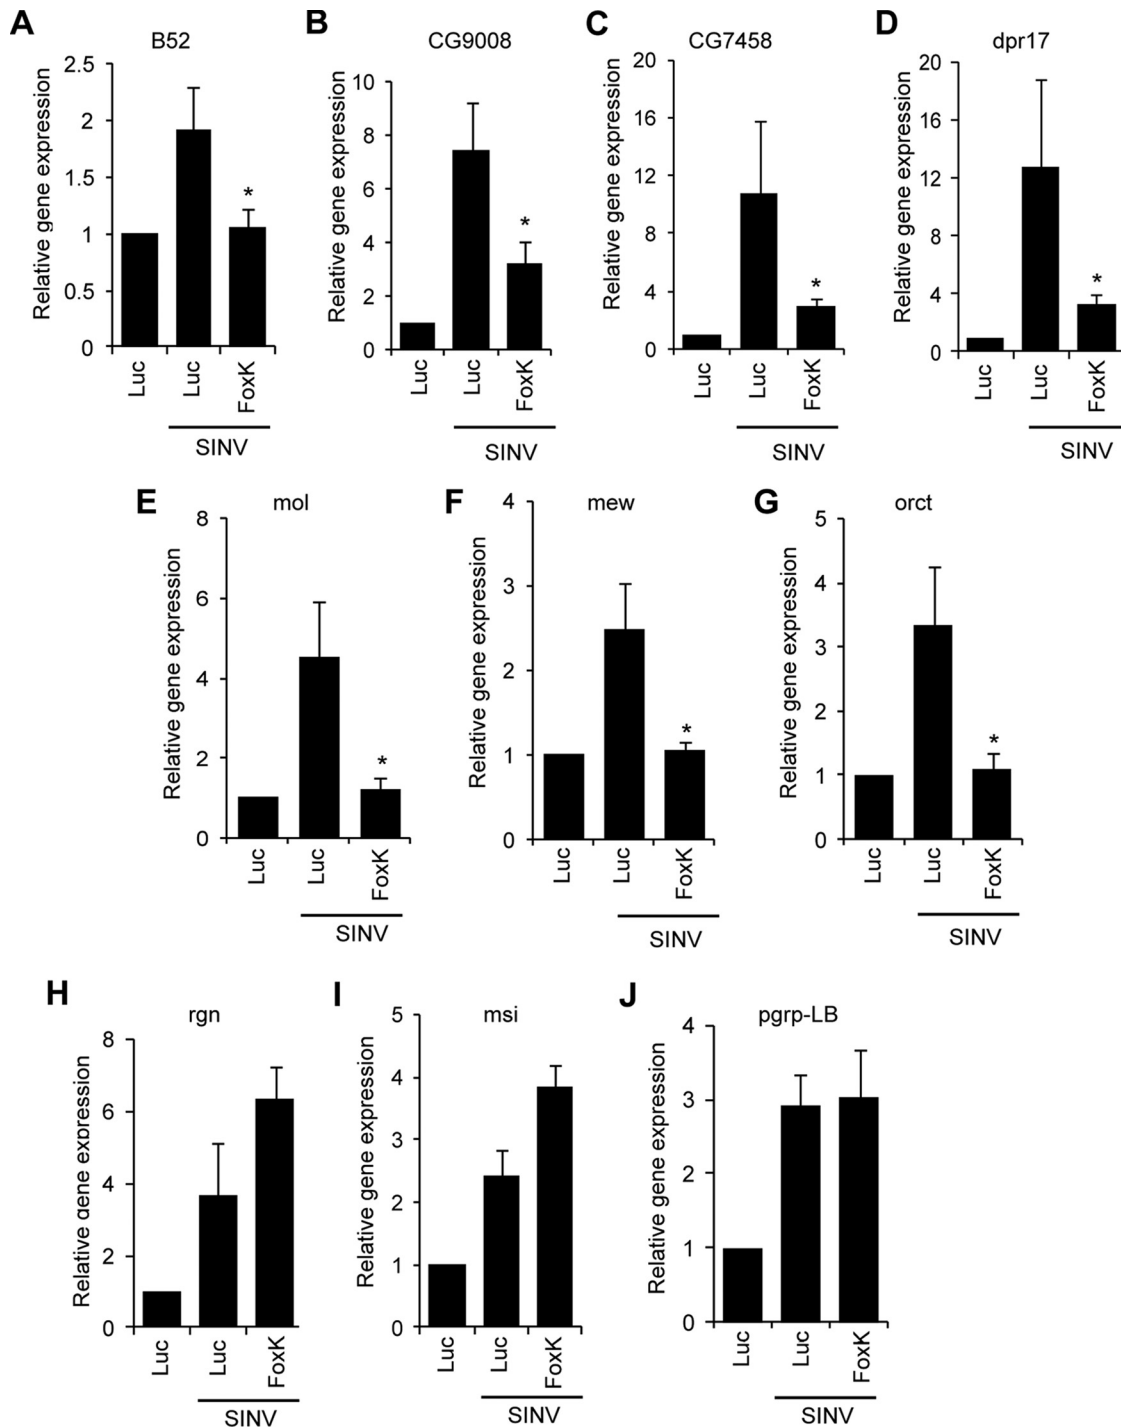 A
B52
Relative gene expression
2.5
2
1.5
1
0.5
0
Luc
Luc
FoxK
SINV
B
CG9008
Relative gene expression
10
8
6
4
2
0
Luc
Luc
FoxK
SINV
C
CG7458
Relative gene expression
20
16
12
8
4
0
Luc
Luc
FoxK
SINV
D
dpr17
Relative gene expression
20
16
12
8
4
0
Luc
Luc
FoxK
SINV
*
*
*
*
E
mol
Relative gene expression
8
6
4
2
0
Luc
Luc
FoxK
SINV
F
mew
Relative gene expression
4
3
2
1
0
Luc
Luc
FoxK
SINV
G
orct
Relative gene expression
5
4
3
2
1
0
Luc
Luc
FoxK
SINV
*
*
*
H
rgn
Relative gene expression
8
6
4
2
0
Luc
Luc
FoxK
SINV
I
msi
Relative gene expression
5
4
3
2
1
0
Luc
Luc
FoxK
SINV
J
pgrp-LB
Relative gene expression
4
3
2
1
0
Luc
Luc
FoxK
SINV